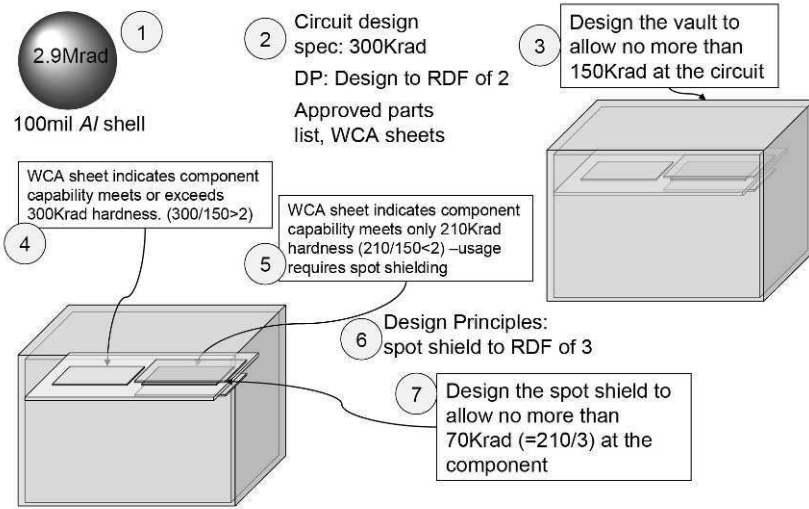 2.9Mrad
1
100mil Al shell
2
Circuit design
spec: 300Krad
DP: Design to RDF of 2
Approved parts
list, WCA sheets
3
Design the vault to
allow no more than
150Krad at the circuit
WCA sheet indicates component
capability meets or exceeds
300Krad hardness. (300/150>2)
4
WCA sheet indicates component
capability meets only 210Krad
hardness (210/150<2) –usage
requires spot shielding
5
6
Design Principles:
spot shield to RDF of 3
7
Design the spot shield to
allow no more than
70Krad (=210/3) at the
component